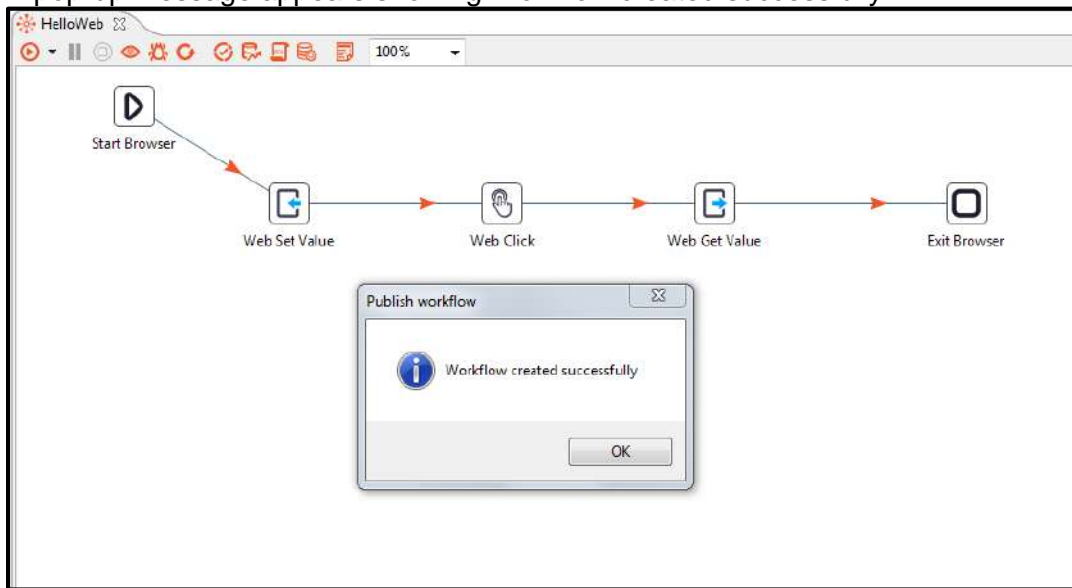 HelloWeb
100%
Start Browser
Web Set Value
Web Click
Web Get Value
Exit Browser
Publish workflow
Workflow created successfully
OK